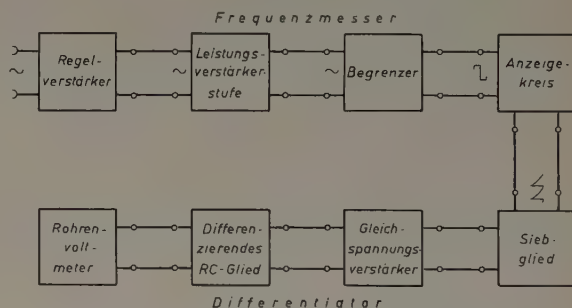 Frequenzmesser
Regel-
verstärker
Leistungs-
verstärker-
stufe
Begrenzer
Anzeige-
kreis
Rohren-
volt-
meter
Differen-
zierendes
RC-Glied
Gleich-
spannungs-
verstärker
Sieb-
glied
Differentiator